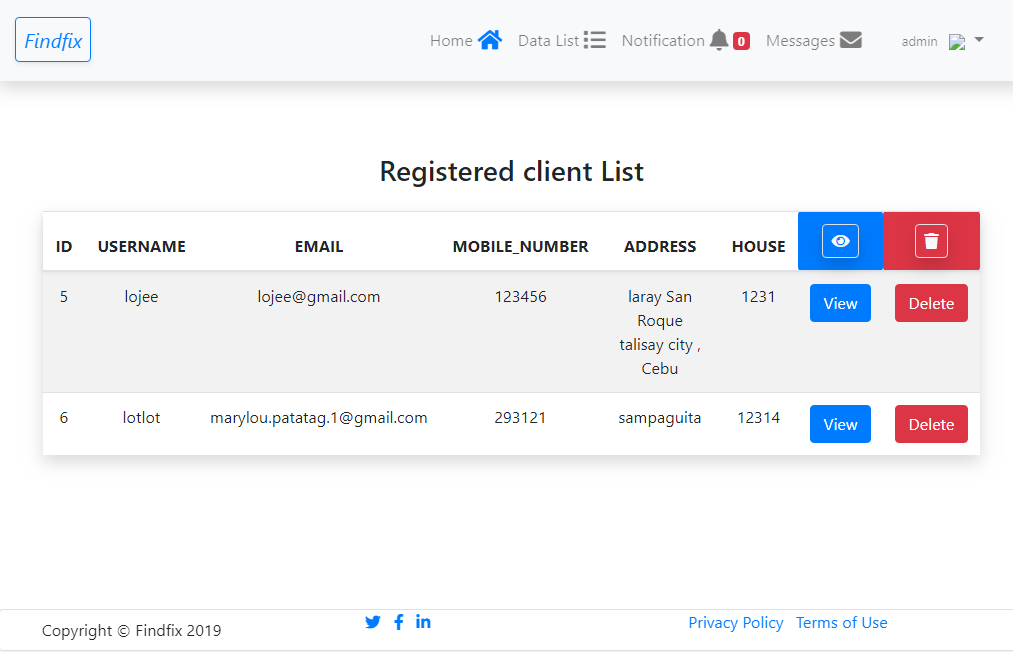 Findfix
Home Data List Notification 0 Messages admin
Registered client List
ID USERNAME EMAIL MOBILE_NUMBER ADDRESS HOUSE
5 lojee lojee@gmail.com 123456 laray San 1231 View Delete
Roque
talisay city ,
Cebu
6 lotlot marylou.patatag.1@gmail.com 293121 sampaguita 12314 View Delete
Copyright © Findfix 2019
Privacy Policy Terms of Use